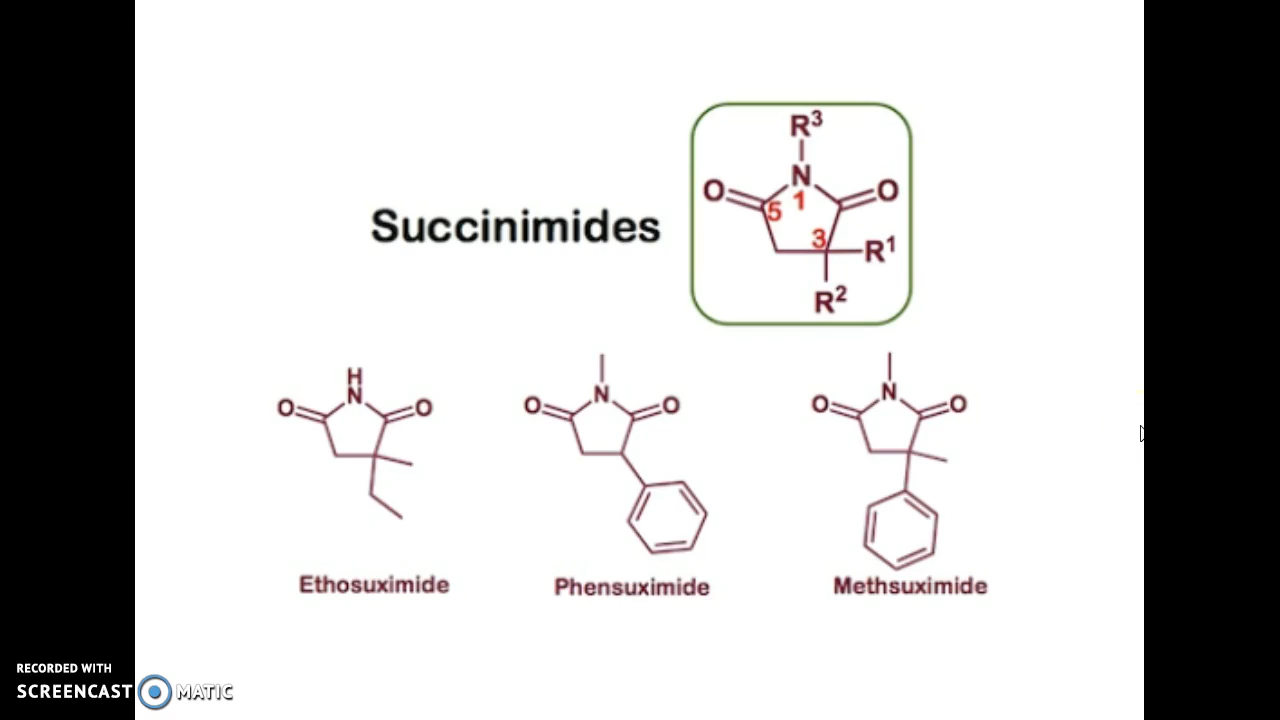 R³
N
O
O
5
1
Succinimides
3
R¹
R²
H
N
O
O
N
O
O
N
O
O
Ethosuximide
Phensuximide
Methsuximide
RECORDED WITH
SCREENCAST MATIC